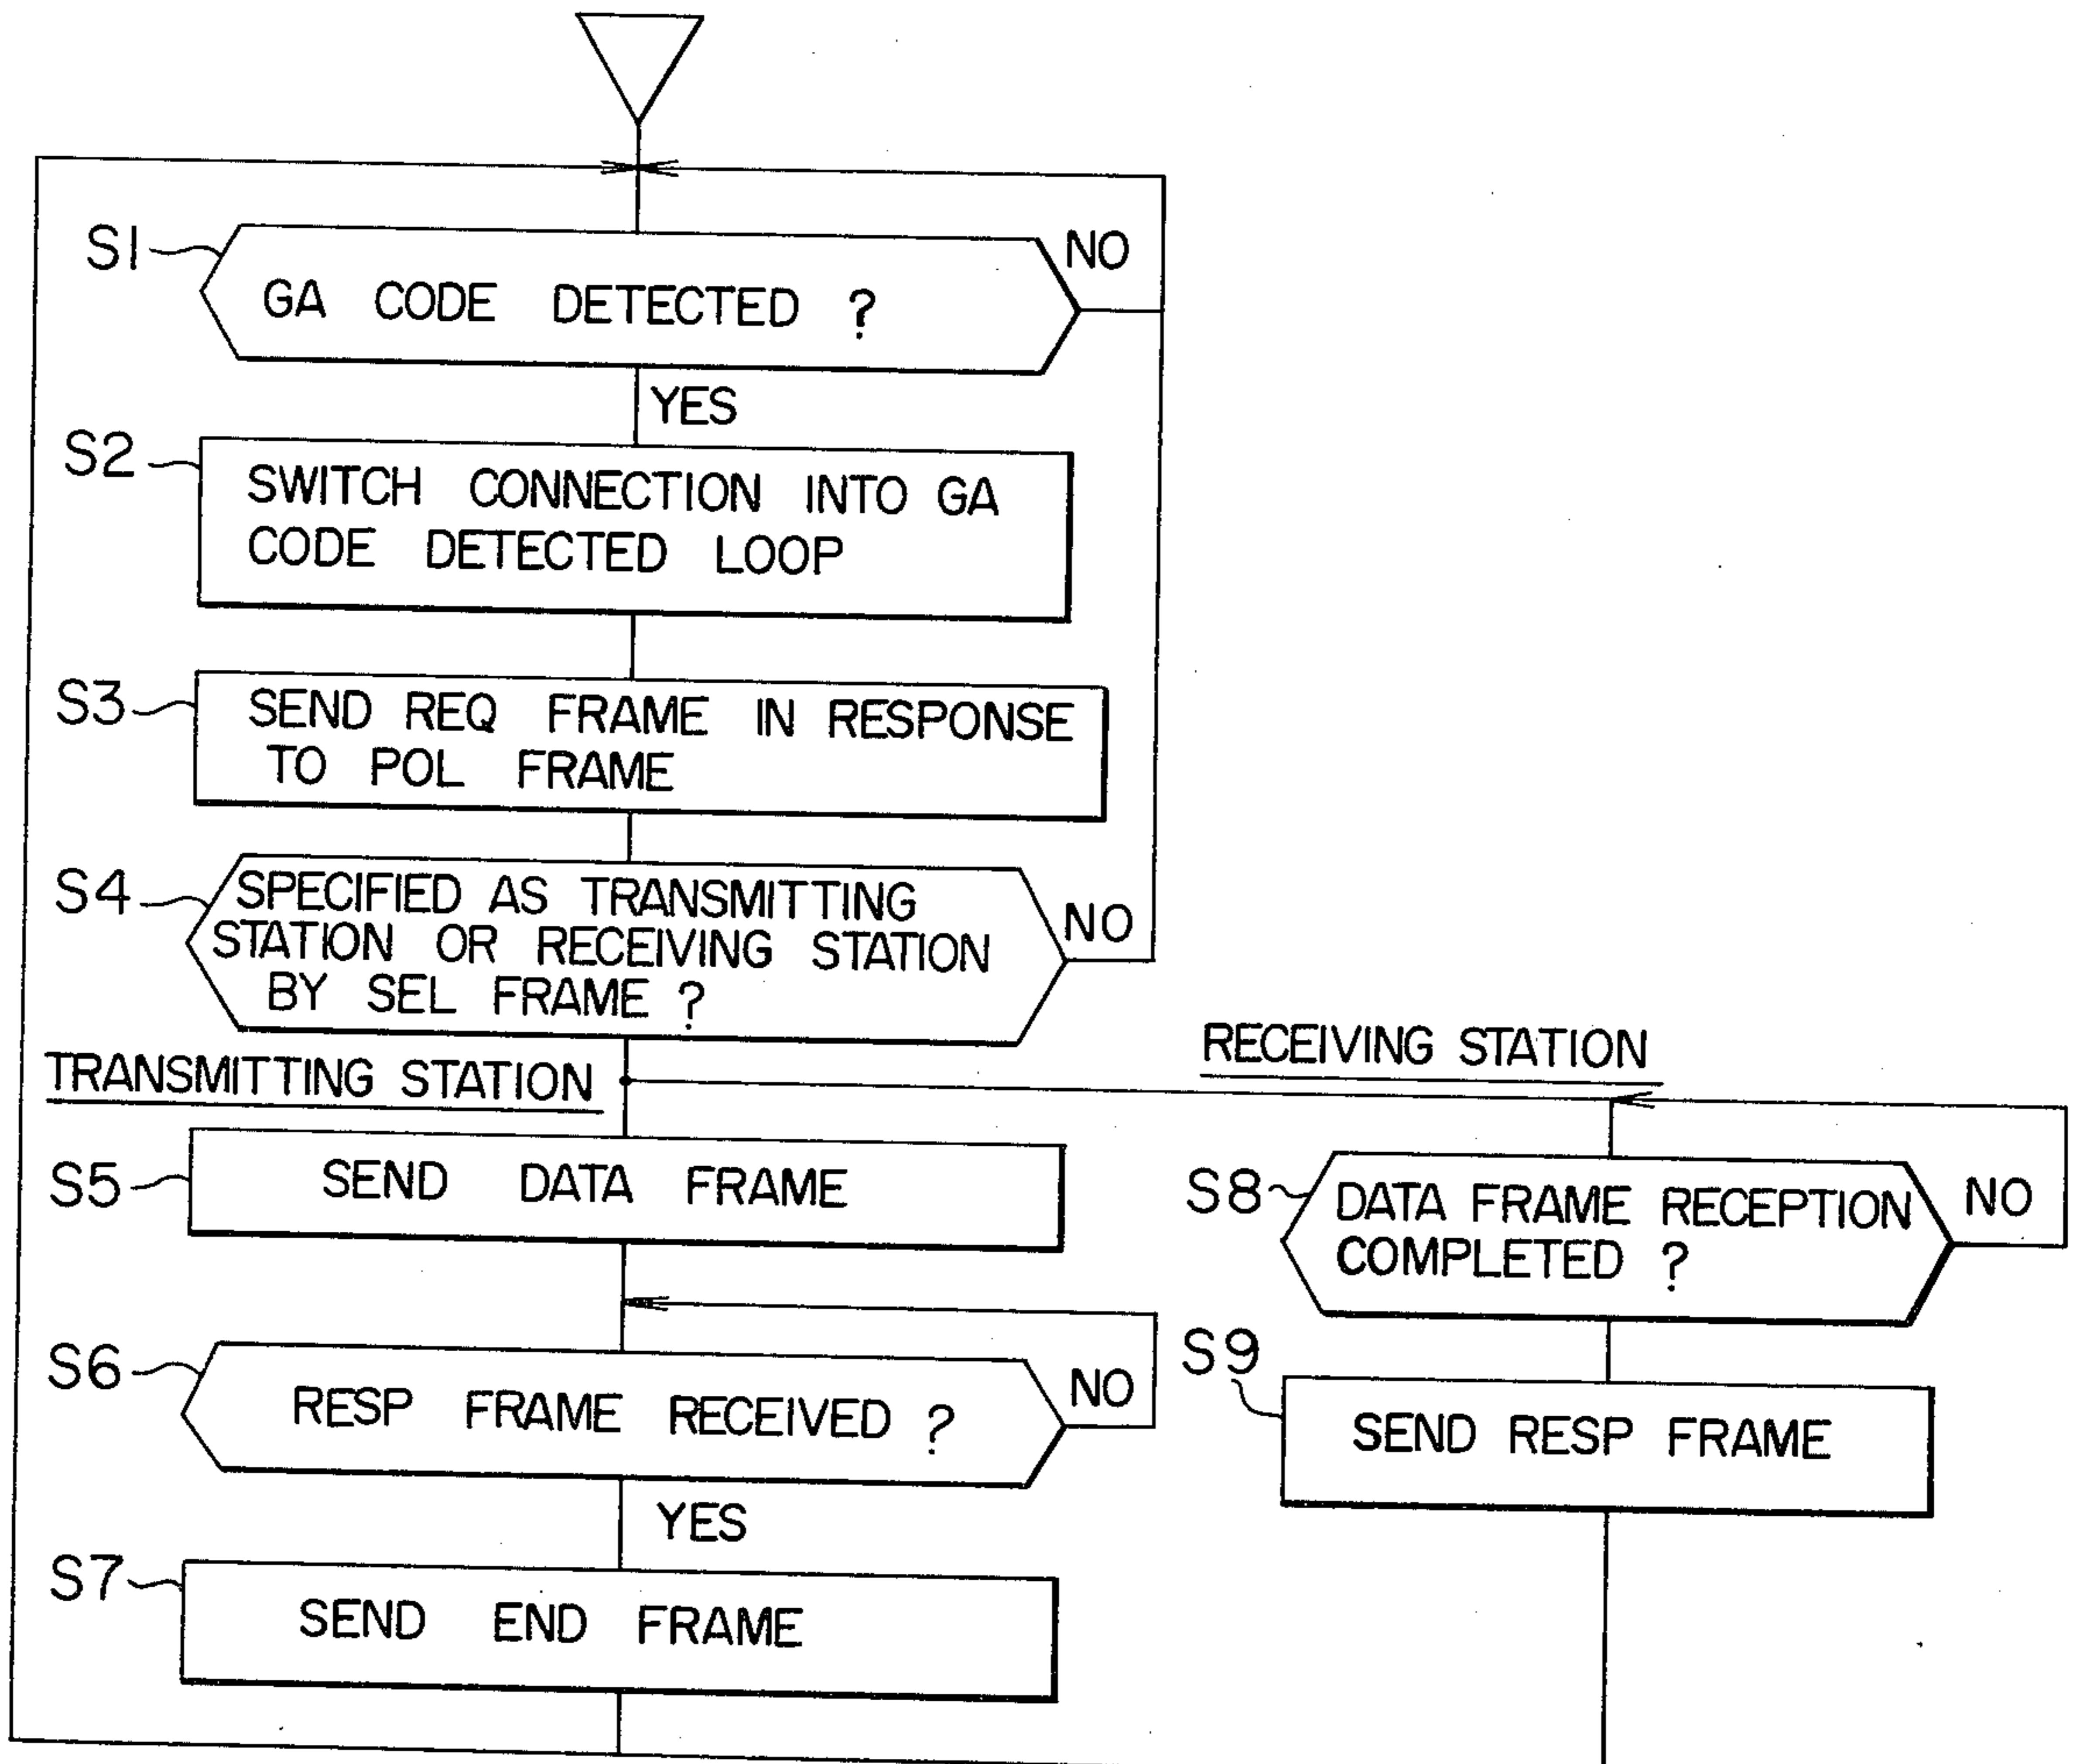 S1
NO
GA CODE DETECTED ?
YES
S2
SWITCH CONNECTION INTO GA
CODE DETECTED LOOP
S3
SEND REQ FRAME IN RESPONSE
TO POL FRAME
S4
SPECIFIED AS TRANSMITTING
STATION OR RECEIVING STATION
BY SEL FRAME ?
NO
TRANSMITTING STATION
RECEIVING STATION
S5
SEND DATA FRAME
S8
DATA FRAME RECEPTION
COMPLETED ?
NO
S6
RESP FRAME RECEIVED ?
NO
S9
SEND RESP FRAME
YES
S7
SEND END FRAME